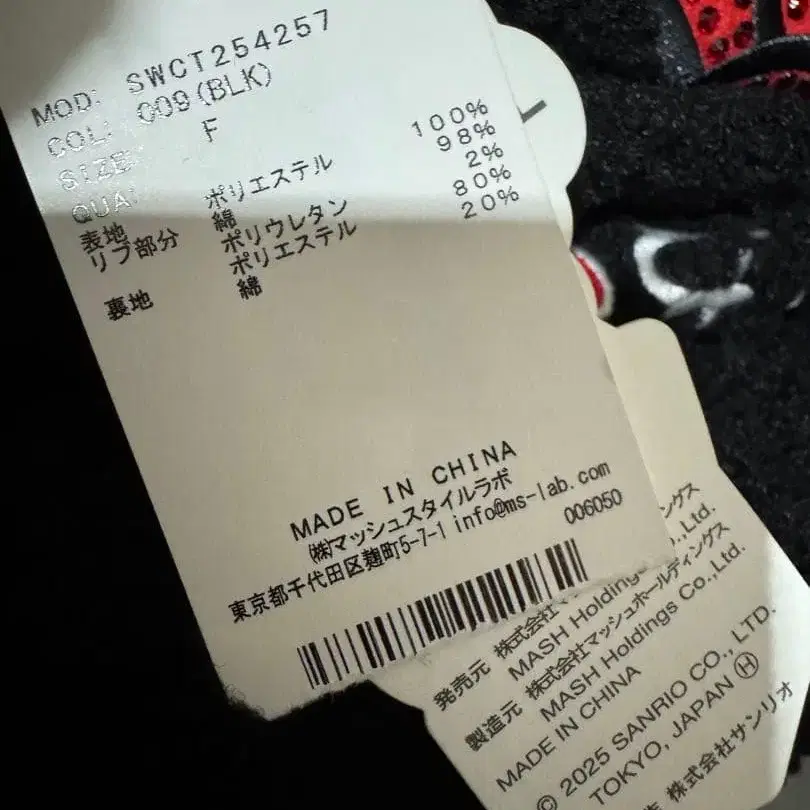 MOD: SWCT254257
COL: 009(BLK)
SIZE F
QUA:
表地 ポリエステル 100%
リブ部分 綿 98%
ポリウレタン 2%
裏地 ポリエステル 80%
綿 20%
MADE IN CHINA
(株)マッシュスタイルラボ
東京都千代田区麹町5-7-1 info@ms-lab.com
006050
発売元 株式会社 ングス
MASH Holdings Ltd.
製造元 株式会社マッシュホールディングス
MASH Holdings Co.,Ltd.
MADE IN CHINA
© 2025 SANRIO CO., LTD.
TOKYO, JAPAN Ⓗ
株式会社サンリオ